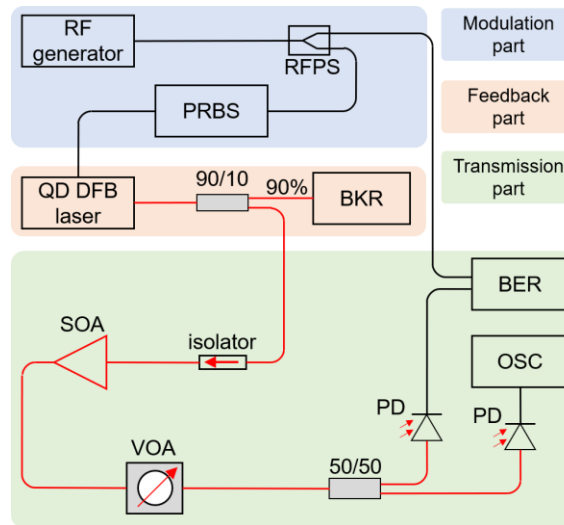 RF
generator
RFPS
PRBS
Modulation
part
Feedback
part
Transmission
part
QD DFB
laser
90/10
90%
BKR
BER
SOA
isolator
OSC
PD
PD
VOA
50/50